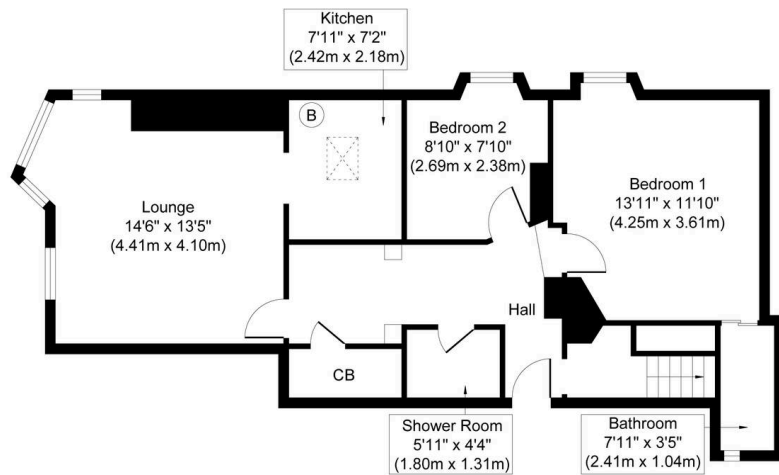 Kitchen
7'11" x 7'2"
(2.42m x 2.18m)
B
Bedroom 2
8'10" x 7'10"
(2.69m x 2.38m)
Bedroom 1
13'11" x 11'10"
(4.25m x 3.61m)
Lounge
14'6" x 13'5"
(4.41m x 4.10m)
Hall
CB
Shower Room
5'11" x 4'4"
(1.80m x 1.31m)
Bathroom
7'11" x 3'5"
(2.41m x 1.04m)